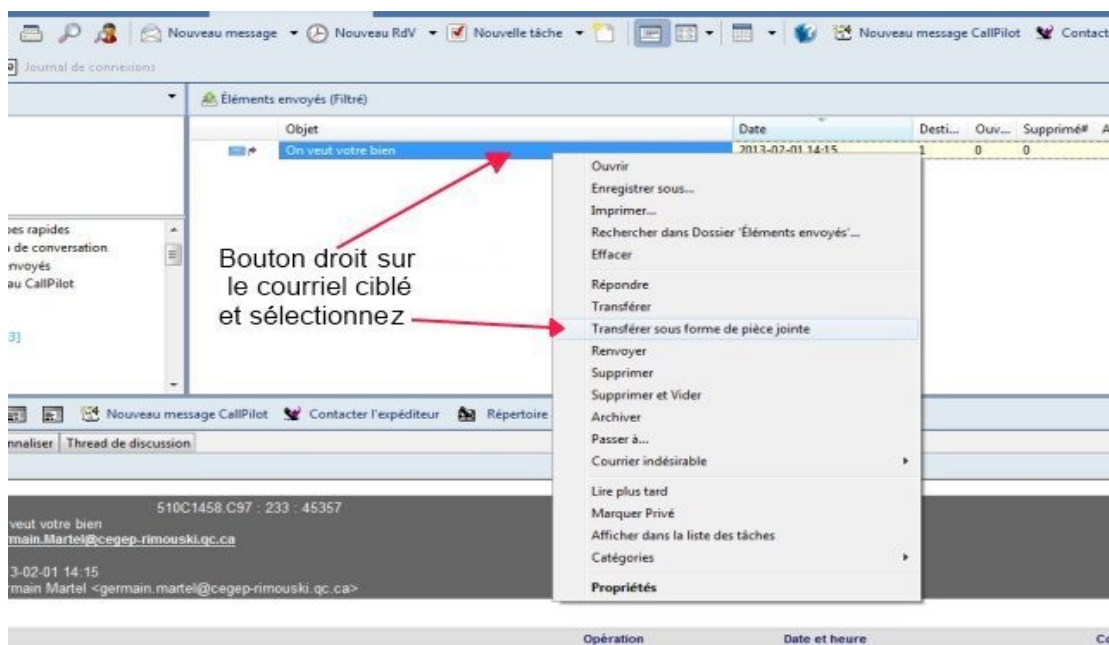 Nouveau message Nouveau RdV Nouvelle tâche Nouveau message CallPilot Contact
Journal de connexions
Éléments envoyés (Filtré)
Objet Date Desti... Ouv... Supprimé# A
On veut votre bien 2013-02-01 14:15 1 0 0
Ouvrir
Enregistrer sous...
Imprimer...
Rechercher dans Dossier 'Éléments envoyés'...
Effacer
Répondre
Transférer
Transférer sous forme de pièce jointe
Renvoyer
Supprimer
Supprimer et Vider
Archiver
Passer à...
Courrier indésirable
Lire plus tard
Marquer Privé
Afficher dans la liste des tâches
Catégories
Propriétés
Bouton droit sur
le courriel ciblé
et sélectionnez
pes rapides
de conversation
nvoyés
au CallPilot
3]
Nouveau message CallPilot Contacter l'expéditeur Répertoire
nnaliser Thread de discussion
510C1458.C97 : 233 : 45357
veut votre bien
main.Martel@cegep-rimouski.qc.ca
3-02-01 14:15
rmain Martel <germain.martel@cegep-rimouski.qc.ca>
Opération Date et heure Co